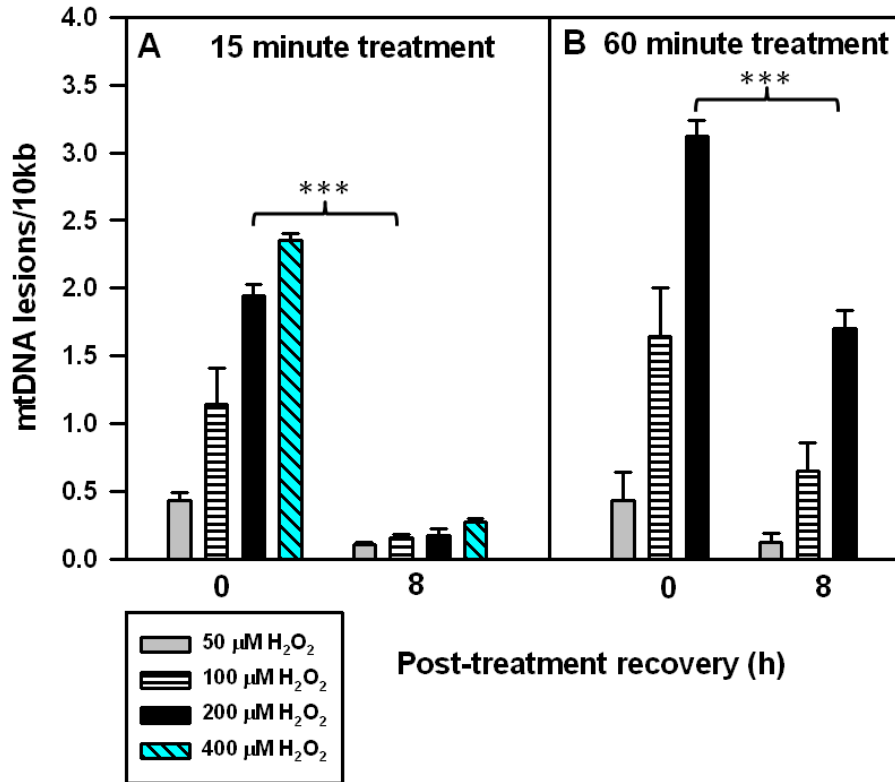 A 15 minute treatment
B 60 minute treatment
***
***
mtDNA lesions/10kb
4.0
3.5
3.0
2.5
2.0
1.5
1.0
0.5
0.0
0 8
0 8
Post-treatment recovery (h)
50 μM H₂O₂
100 μM H₂O₂
200 μM H₂O₂
400 μM H₂O₂